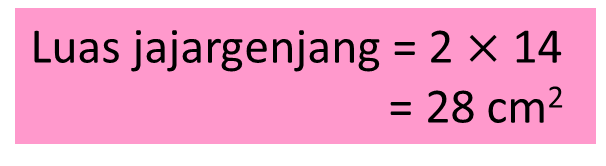 Luas jajargenjang = 2 × 14
= 28 cm²